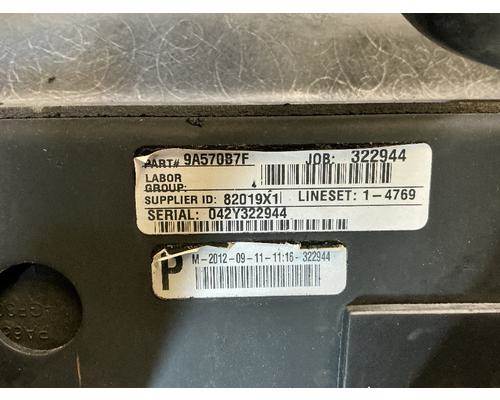 PART# 9A570B7F JOB: 322944
LABOR
GROUP: 4
SUPPLIER ID: 82019X1 LINESET: 1-4769
SERIAL: 042Y322944
P M-2012-09-11-11:16-322944